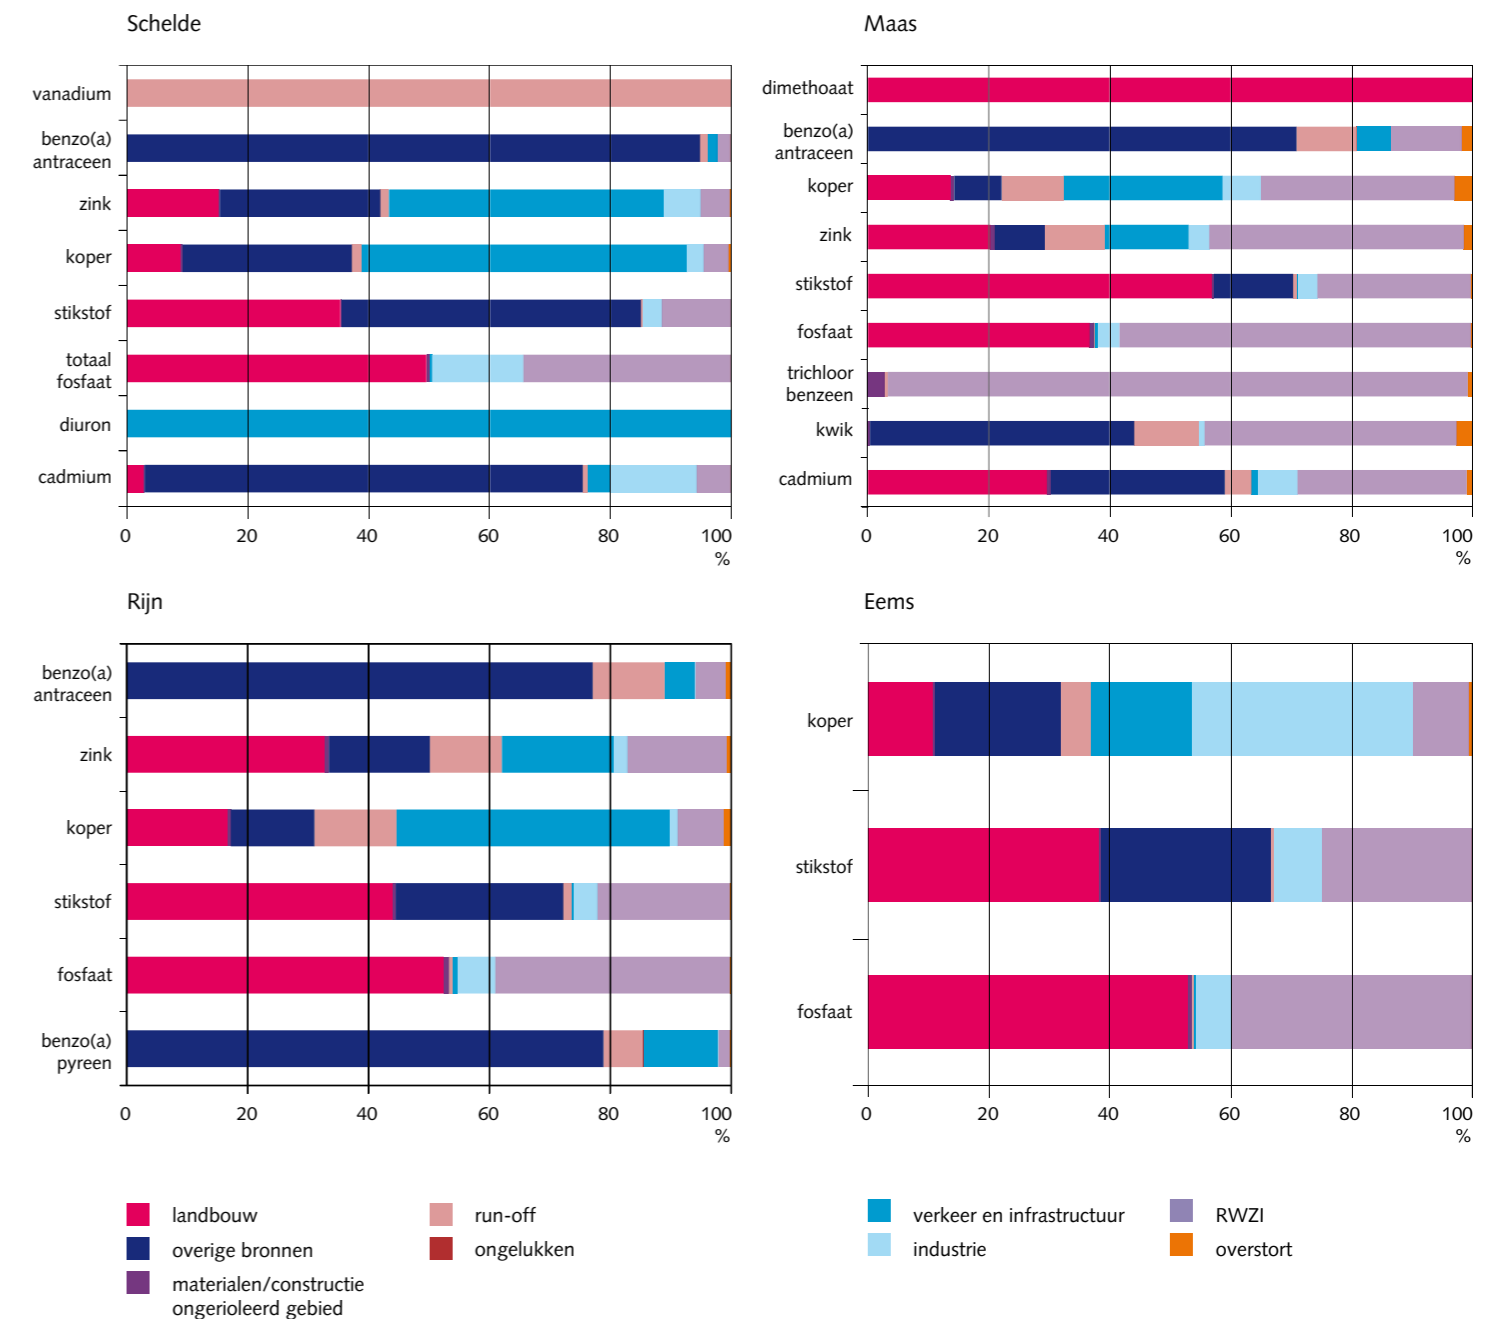 Schelde
vanadium
benzo(a)
antraceen
zink
koper
stikstof
totaal
fosfaat
diuron
cadmium
0 20 40 60 80 100
%
Maas
dimethoaat
benzo(a)
antraceen
koper
zink
stikstof
fosfaat
trichloor
benzeen
kwik
cadmium
0 20 40 60 80 100
%
Rijn
benzo(a)
antraceen
zink
koper
stikstof
fosfaat
benzo(a)
pyreen
0 20 40 60 80 100
%
Eems
koper
stikstof
fosfaat
0 20 40 60 80 100
%
landbouw
overige bronnen
materialen/constructie
ongerioleerd gebied
run-off
ongelukken
verkeer en infrastructuur
industrie
RWZI
overstort